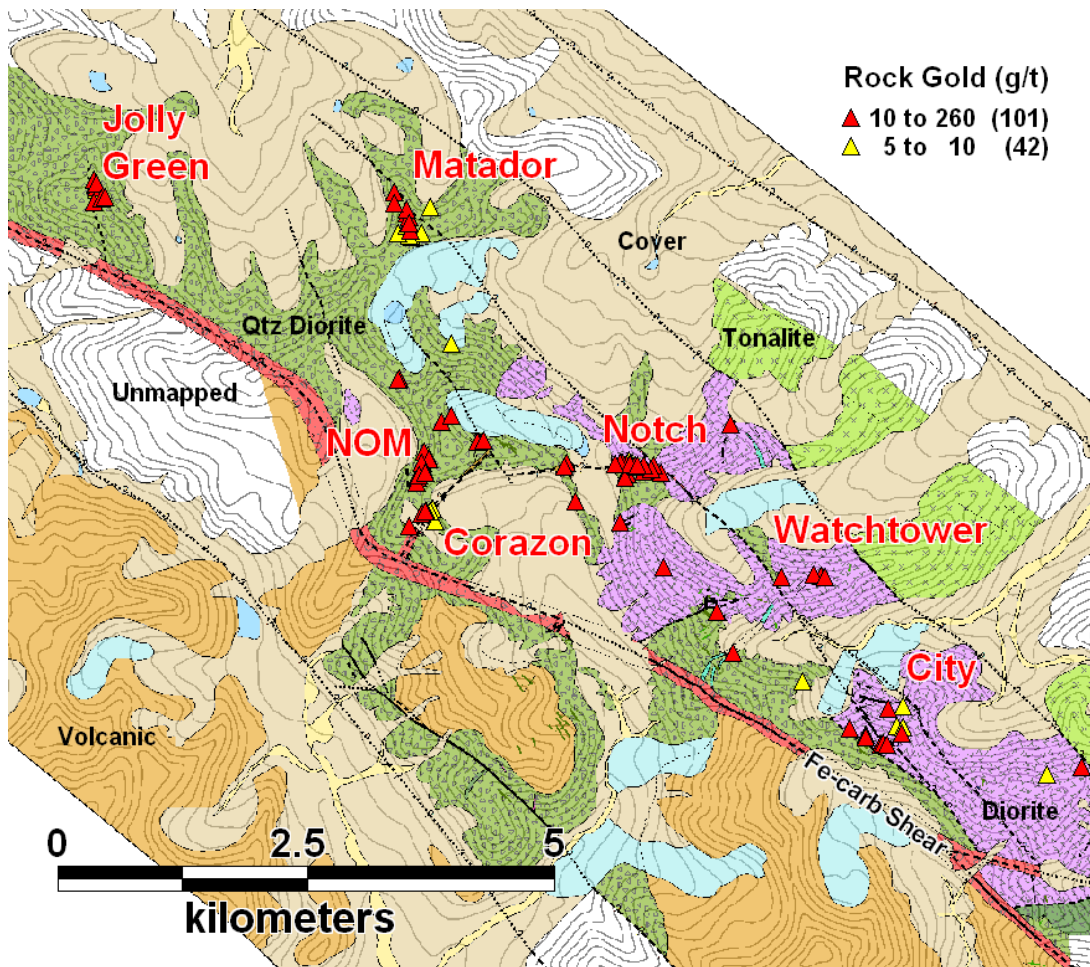 Rock Gold (g/t)
10 to 260 (101)
5 to 10 (42)
Jolly
Green
Matador
Cover
Qtz Diorite
Tonalite
Unmapped
NOM
Notch
Corazon
Watchtower
City
Volcanic
Fe-carb Shear
Diorite
0 2.5 5
kilometers